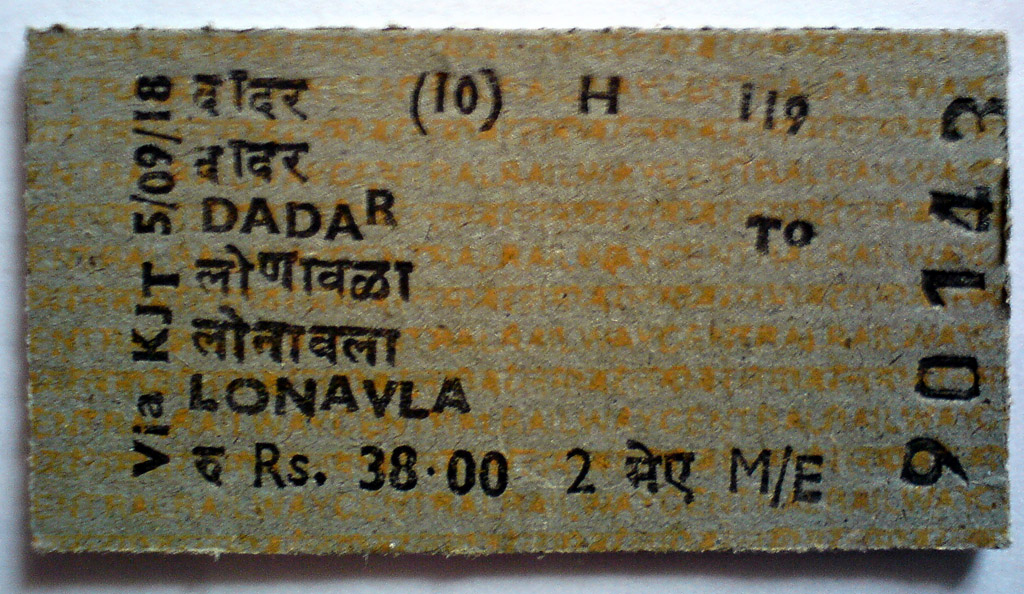 दादर (10) H 119
दादर
DADAR TO
लोणावळा
लोनावला
LONAVLA
रु Rs. 38·00 2 मेए M/E
Via KJT 5/09/18
90143